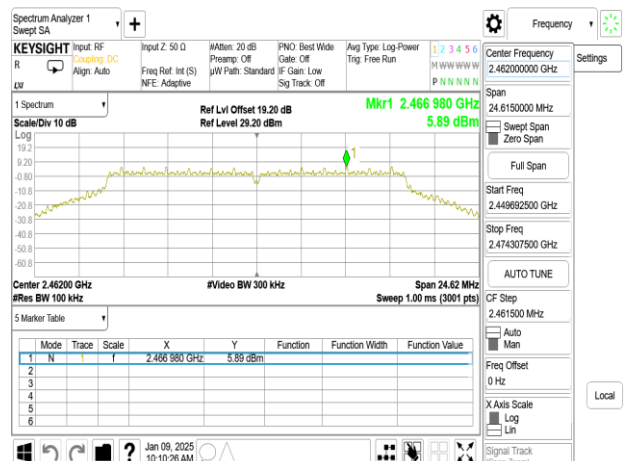 Spectrum Analyzer 1
Swept SA
+
Frequency
KEYSIGHT
R
Input: RF
Coupling: DC
Align: Auto
Input Z: 50 Ω
Freq Ref: Int (S)
NFE: Adaptive
#Atten: 20 dB
Preamp: Off
µW Path: Standard
PNO: Best Wide
Gate: Off
IF Gain: Low
Sig Track: Off
Avg Type: Log-Power
Trig: Free Run
1 2 3 4 5 6
M W W W W W
P N N N N N
1 Spectrum
Scale/Div 10 dB
Ref Lvl Offset 19.20 dB
Ref Level 29.20 dBm
Mkr1 2.466 980 GHz
5.89 dBm
Log
19.2
9.20
-0.80
-10.8
-20.8
-30.8
-40.8
-50.8
-60.8
1
Center 2.46200 GHz
#Res BW 100 kHz
#Video BW 300 kHz
Span 24.62 MHz
Sweep 1.00 ms (3001 pts)
5 Marker Table
Mode Trace Scale X Y Function Function Width Function Value
1 N 1 f 2.466 980 GHz 5.89 dBm
2
3
4
5
6
?
Jan 09, 2025
10:10:26 AM
Center Frequency
2.462000000 GHz
Settings
Span
24.6150000 MHz
Swept Span
Zero Span
Full Span
Start Freq
2.449692500 GHz
Stop Freq
2.474307500 GHz
AUTO TUNE
CF Step
2.461500 MHz
Auto
Man
Freq Offset
0 Hz
X Axis Scale
Log
Lin
Local
Signal Track